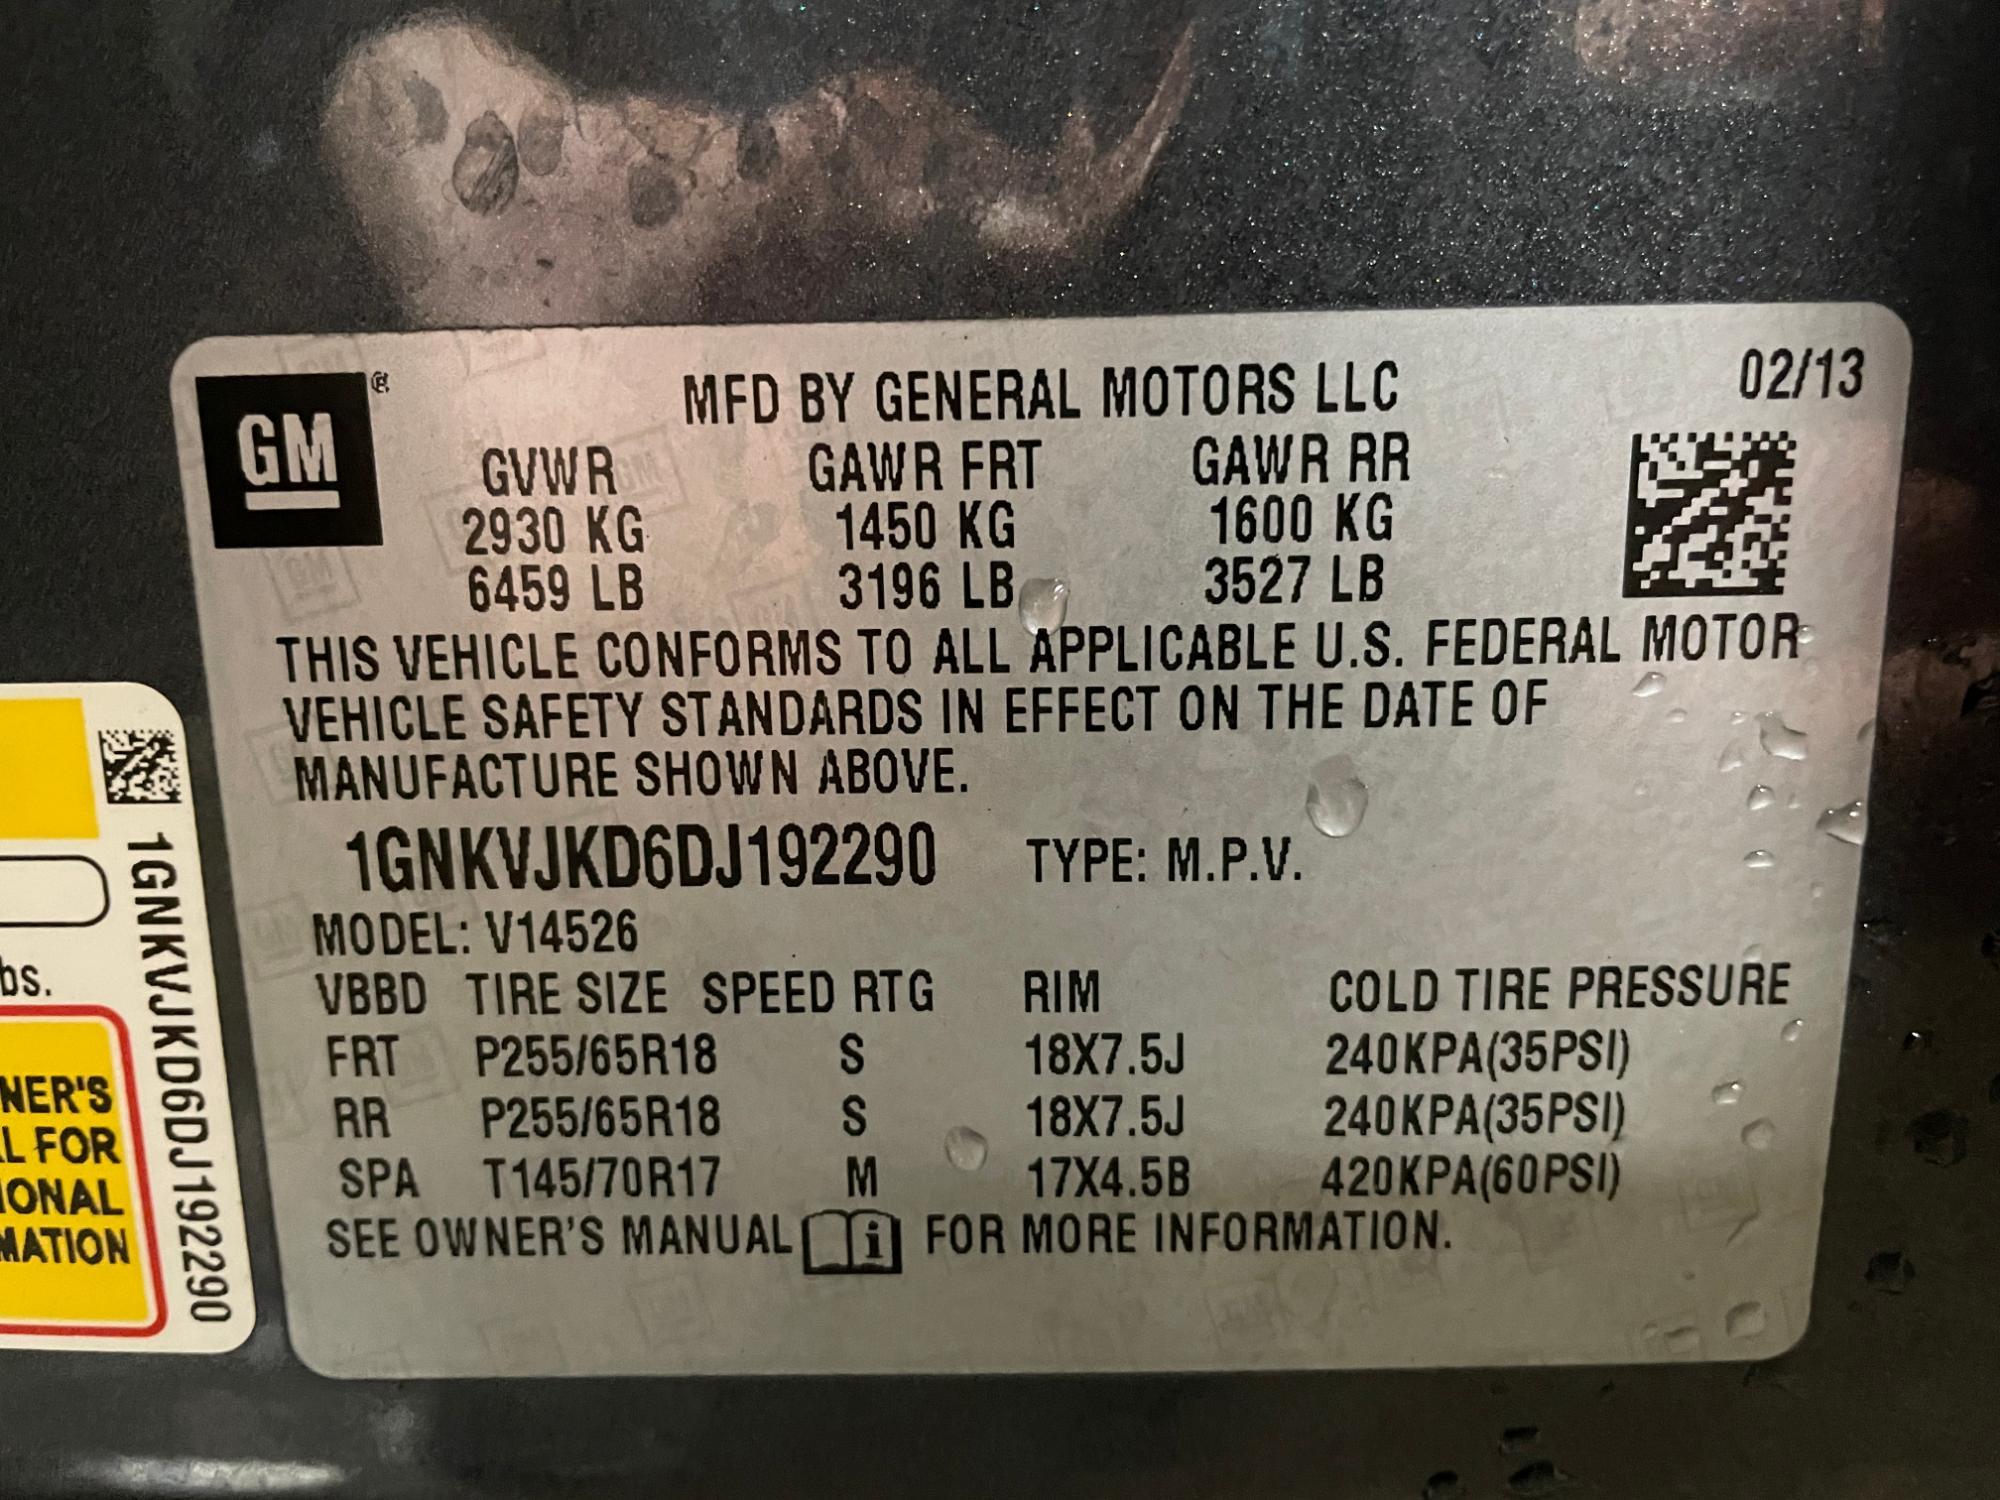 GM ®
MFD BY GENERAL MOTORS LLC 02/13
GVWR GAWR FRT GAWR RR
2930 KG 1450 KG 1600 KG
6459 LB 3196 LB 3527 LB
THIS VEHICLE CONFORMS TO ALL APPLICABLE U.S. FEDERAL MOTOR
VEHICLE SAFETY STANDARDS IN EFFECT ON THE DATE OF
MANUFACTURE SHOWN ABOVE.
1GNKVJKD6DJ192290 TYPE: M.P.V.
MODEL: V14526
VBBD TIRE SIZE SPEED RTG RIM COLD TIRE PRESSURE
FRT P255/65R18 S 18X7.5J 240KPA(35PSI)
RR P255/65R18 S 18X7.5J 240KPA(35PSI)
SPA T145/70R17 M 17X4.5B 420KPA(60PSI)
SEE OWNER'S MANUAL i FOR MORE INFORMATION.
1GNKVJKD6DJ192290
bs.
NER'S
L FOR
IONAL
MATION